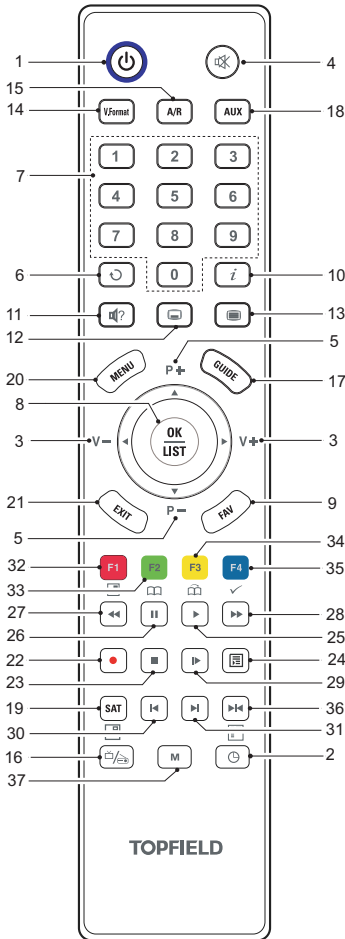 1
4
15
14
V.Format
A/R
AUX
18
7
1 2 3
4 5 6
7 8 9
6
0
i
10
11
?
12
13
5
20
MENU
P+
GUIDE
17
8
3
V-
OK
LIST
V+
3
21
EXIT
P-
FAV
9
5
34
32
F1
F2
F3
F4
35
33
27
28
26
25
22
24
23
29
19
SAT
36
30
31
16
M
2
37
TOPFIELD